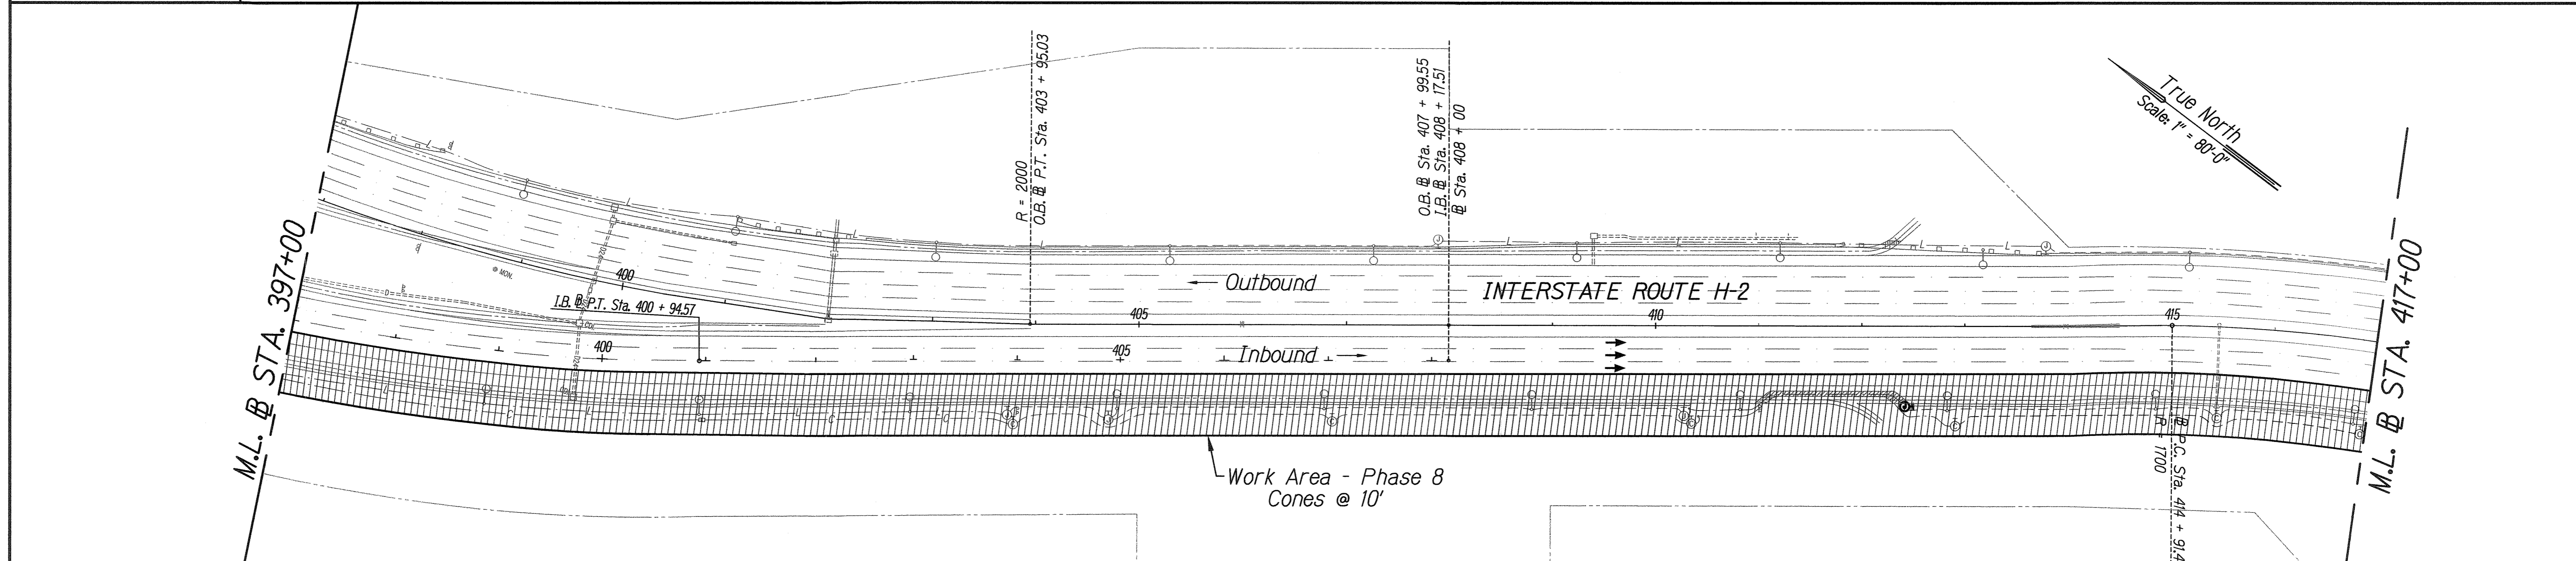 R = 2000
O.B. ℄ P.T. Sta. 403 + 95.03
O.B. ℄ Sta. 407 + 99.55
I.B. ℄ Sta. 408 + 17.51
℄ Sta. 408 + 00
True North
Scale: 1" = 80'-0"
M.L. ℄ STA. 397+00
M.L. ℄ STA. 417+00
MON.
400
I.B. ℄ P.T. Sta. 400 + 94.57
400
405
405
410
415
Outbound
INTERSTATE ROUTE H-2
Inbound
Work Area - Phase 8
Cones @ 10'
℄ P.C. Sta. 414 + 91.4
R = 1700